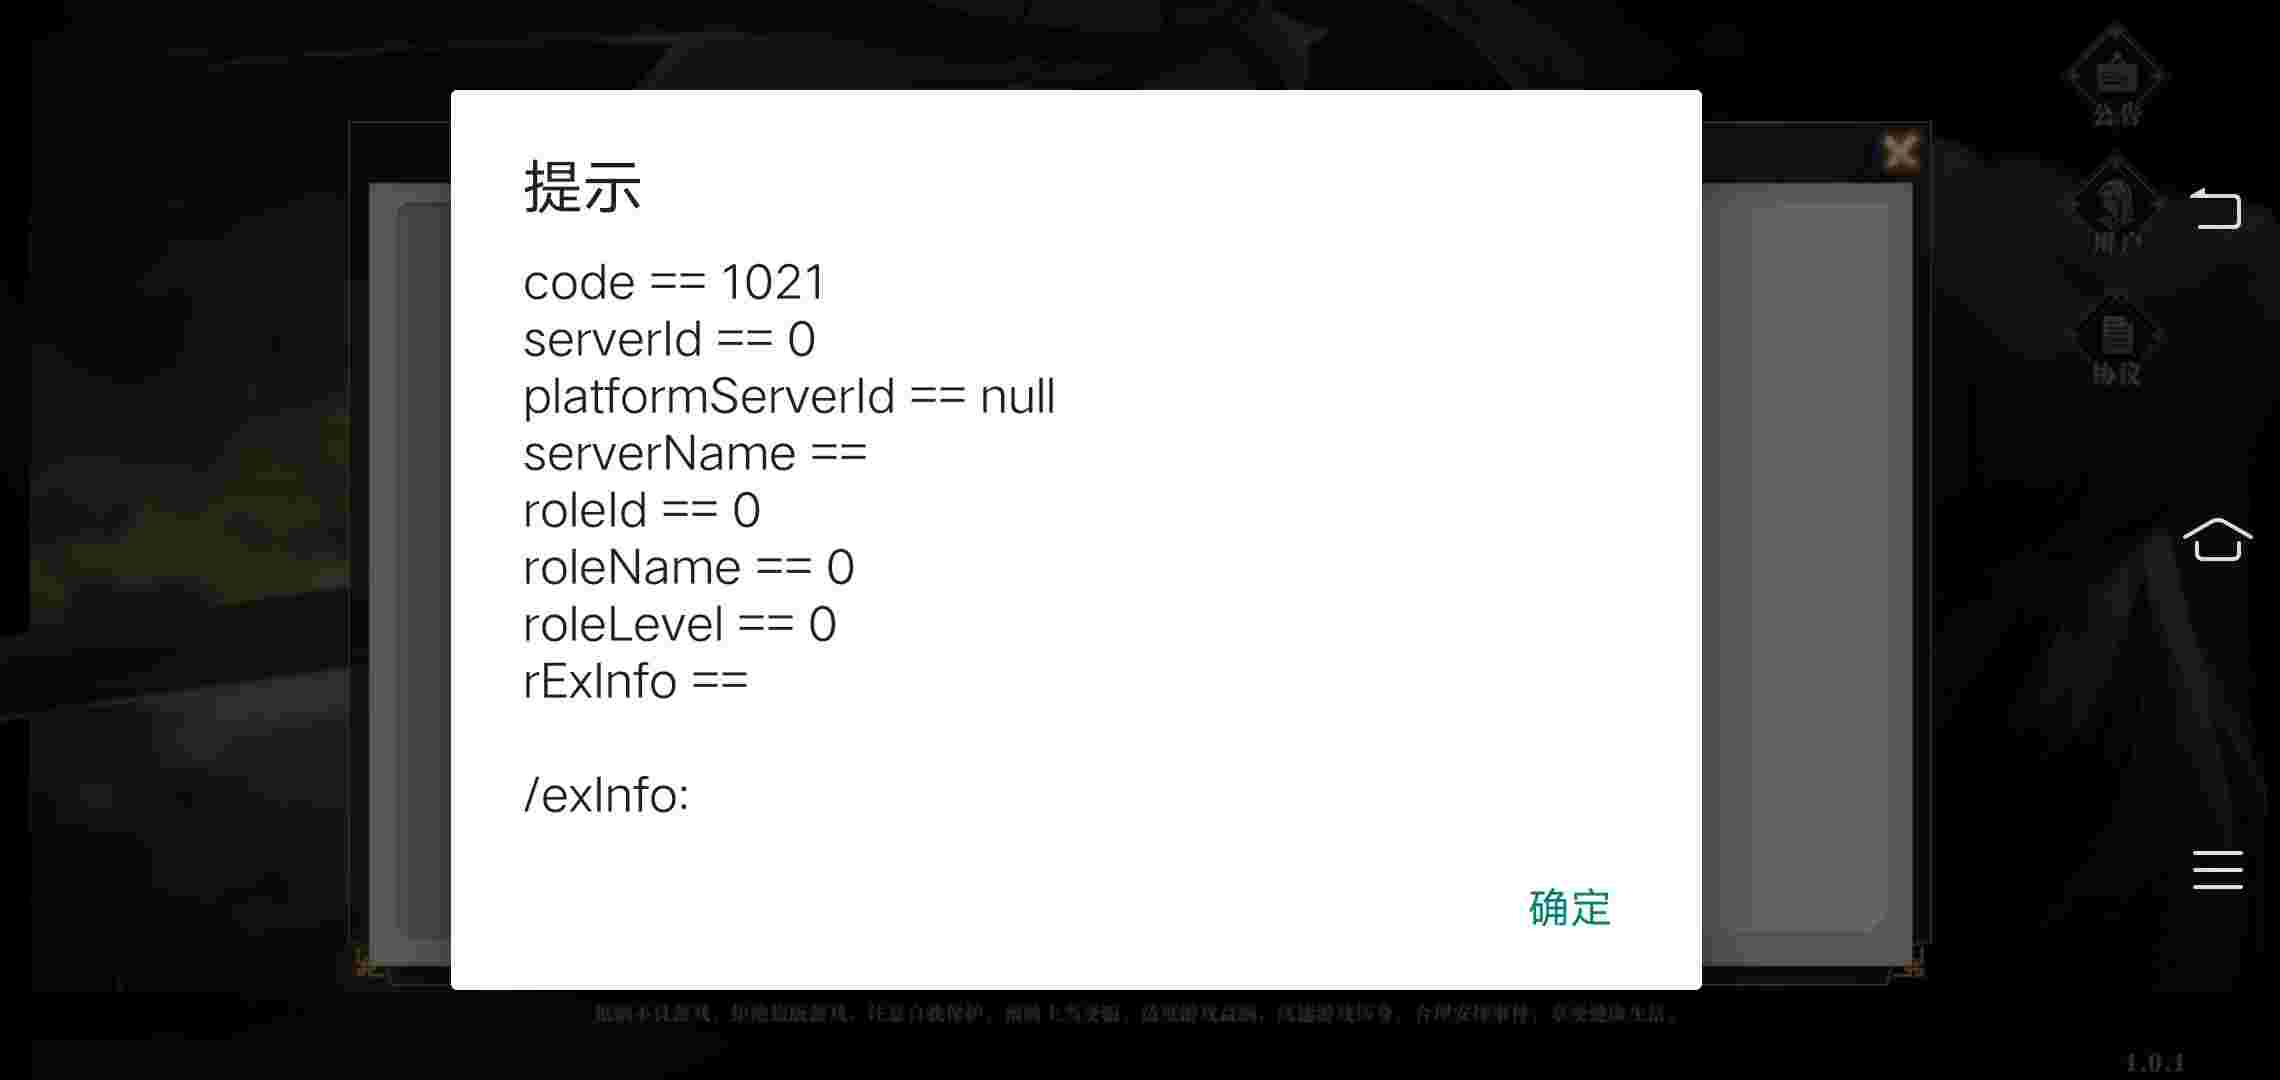 公告
用户
协议
提示
code == 1021
serverId == 0
platformServerId == null
serverName ==
roleId == 0
roleName == 0
roleLevel == 0
rExInfo ==
/exInfo:
确定
抵制不良游戏，拒绝盗版游戏。注意自我保护，谨防上当受骗。适度游戏益脑，沉迷游戏伤身。合理安排时间，享受健康生活。
1.0.1